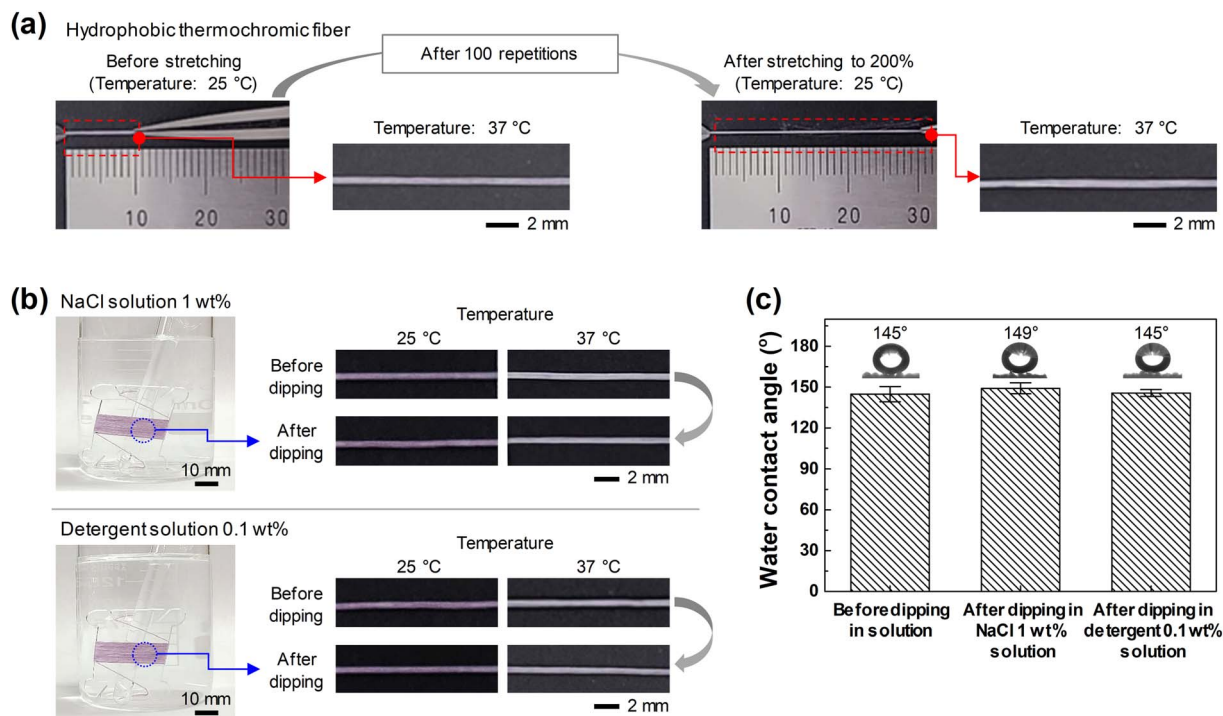 (a)
Hydrophobic thermochromic fiber
Before stretching
(Temperature: 25 °C)
After 100 repetitions
After stretching to 200%
(Temperature: 25 °C)
Temperature: 37 °C
Temperature: 37 °C
10 20 30
10 20 30
2 mm
2 mm
(b)
NaCl solution 1 wt%
Temperature
25 °C
37 °C
Before
dipping
After
dipping
10 mm
2 mm
Detergent solution 0.1 wt%
Temperature
25 °C
37 °C
Before
dipping
After
dipping
10 mm
2 mm
(c)
Water contact angle (°)
180
150
120
90
60
30
0
145°
149°
145°
Before dipping
in solution
After dipping in
NaCl 1 wt%
solution
After dipping in
detergent 0.1 wt%
solution